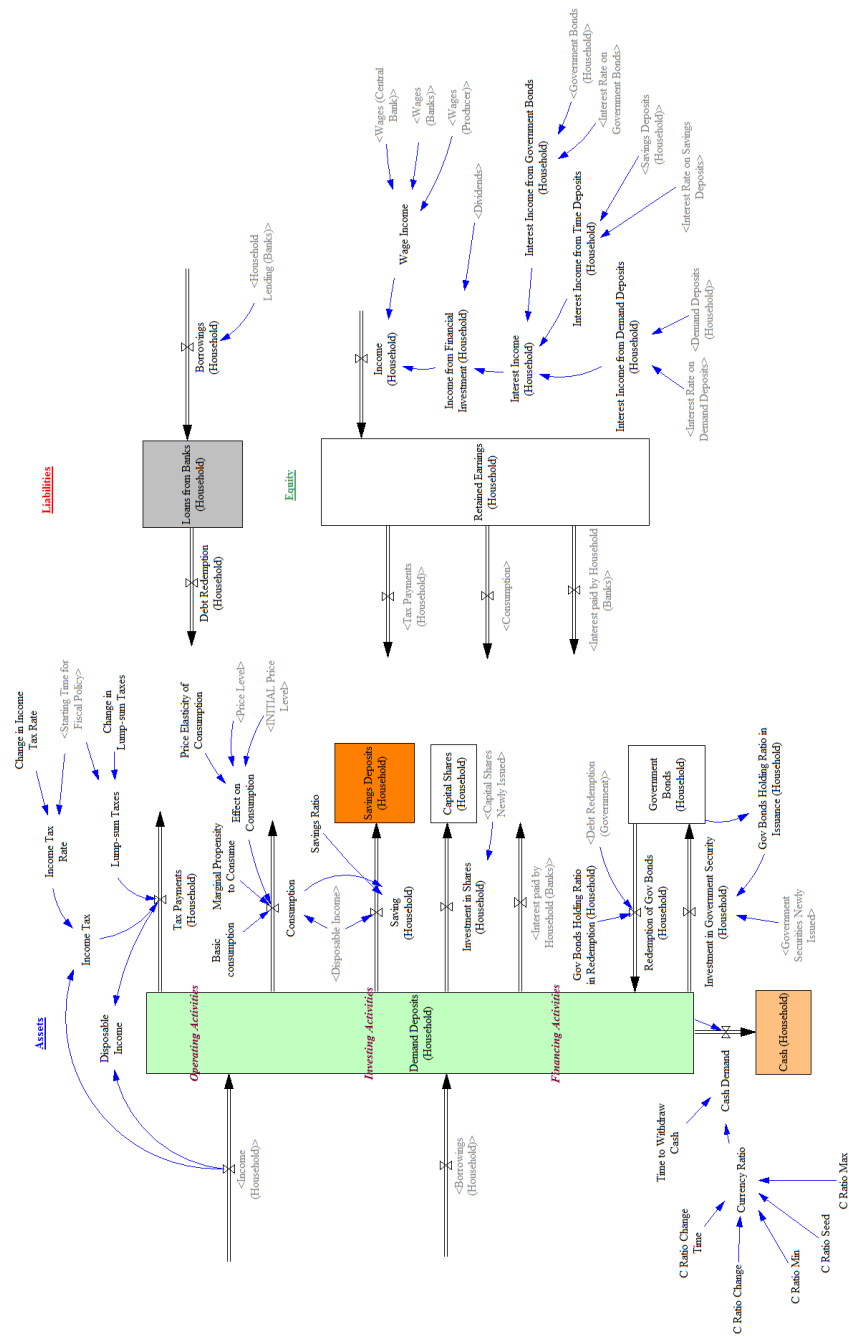 Assets
Liabilities
Equity
Operating Activities
Investing Activities
Financing Activities
Demand Deposits
(Household)
<Income
(Household)>
<Borrowings
(Household)>
Disposable
Income
Income Tax
Income Tax
Rate
Change in Income
Tax Rate
<Starting Time for
Fiscal Policy>
Change in
Lump-sum Taxes
Lump-sum Taxes
Tax Payments
(Household)
Price Elasticity of
Consumption
<Price Level>
<INITIAL Price
Level>
Effect on
Consumption
Marginal Propensity
to Consume
Basic
consumption
Consumption
Savings Ratio
<Disposable Income>
Saving
(Household)
Savings Deposits
(Household)
Capital Shares
(Household)
<Capital Shares
Newly Issued>
Investment in Shares
(Household)
<Interest paid by
Household (Banks)>
<Debt Redemption
(Government)>
Gov Bonds Holding Ratio
in Redemption (Household)
Redemption of Gov Bonds
(Household)
Government
Bonds
(Household)
Investment in Government Security
(Household)
Gov Bonds Holding Ratio in
Issuance (Household)
<Government
Securities Newly
Issued>
Cash Demand
Cash (Household)
Time to Withdraw
Cash
Currency Ratio
C Ratio Change
Time
C Ratio Change
C Ratio Min
C Ratio Seed
C Ratio Max
Debt Redemption
(Household)
Loans from Banks
(Household)
Borrowings
(Household)
<Household
Lending (Banks)>
Retained Earnings
(Household)
<Tax Payments
(Household)>
<Consumption>
<Interest paid by Household
(Banks)>
Income
(Household)
Wage Income
<Wages (Central
Bank)>
<Wages
(Banks)>
<Wages
(Producer)>
Income from Financial
Investment (Household)
<Dividends>
Interest Income
(Household)
Interest Income from Government Bonds
(Household)
<Government Bonds
(Household)>
<Interest Rate on
Government Bonds>
Interest Income from Time Deposits
(Household)
<Savings Deposits
(Household)>
<Interest Rate on Savings
Deposits>
Interest Income from Demand Deposits
(Household)
<Demand Deposits
(Household)>
<Interest Rate on
Demand Deposits>